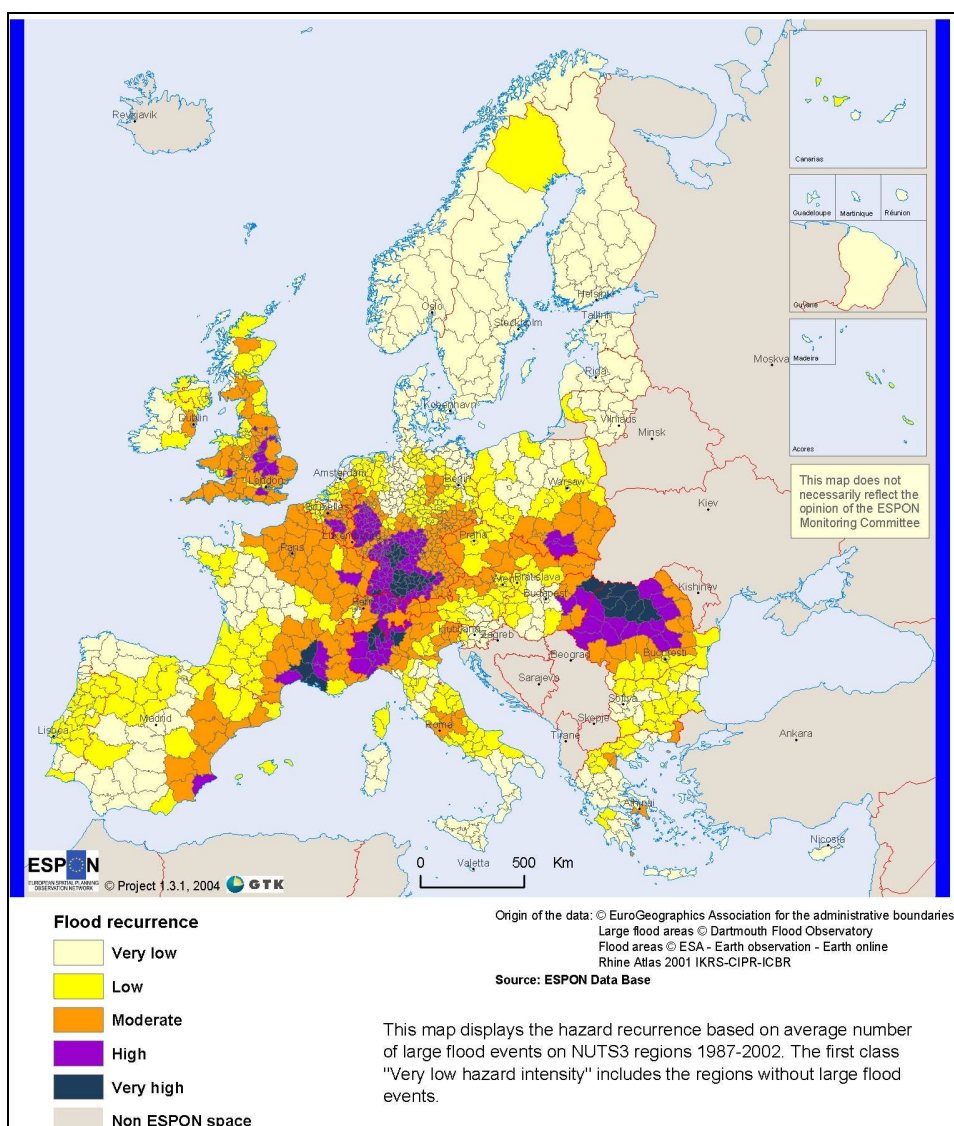 Reykjavik
Canarias
Guadeloupe
Martinique
Réunion
Guyane
Madeira
Acores
This map does not
necessarily reflect the
opinion of the ESPON
Monitoring Committee
Oslo
Helsinki
Stockholm
Tallinn
Riga
Moskva
København
Vilnius
Minsk
Dublin
London
Amsterdam
Berlin
Warsaw
Kiev
Praha
Paris
Bratislava
Budapest
Kishinev
Ljubljana
Zagreb
Beograd
Bucuresti
Sarajevo
Sofiya
Skopje
Tirane
Roma
Madrid
Lisboa
Ankara
Athinai
Nicosia
Valetta
0 500 Km
ESPON
EUROPEAN SPATIAL PLANNING
OBSERVATION NETWORK
© Project 1.3.1, 2004 GTK
Flood recurrence
Very low
Low
Moderate
High
Very high
Non ESPON space
Origin of the data: © EuroGeographics Association for the administrative boundaries
Large flood areas © Dartmouth Flood Observatory
Flood areas © ESA - Earth observation - Earth online
Rhine Atlas 2001 IKRS-CIPR-ICBR
Source: ESPON Data Base
This map displays the hazard recurrence based on average number
of large flood events on NUTS3 regions 1987-2002. The first class
"Very low hazard intensity" includes the regions without large flood
events.